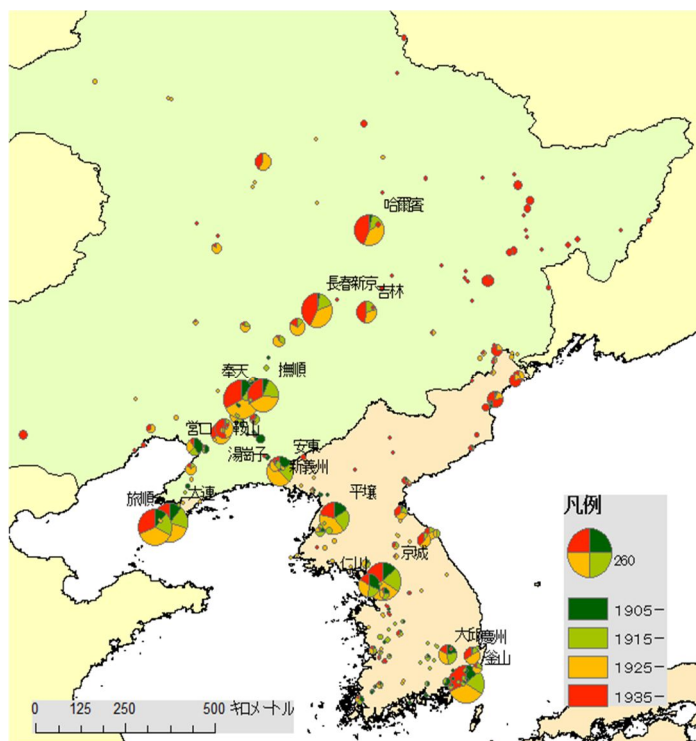 哈爾賓
長春新京
吉林
奉天
撫順
営口
鞍山
湯崗子
安東
新義州
旅順
大連
平壌
仁山
京城
大邱
慶州
釜山
凡例
260
1905-
1915-
1925-
1935-
0 125 250 500 キロメートル